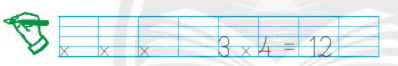 × × × 3 × 4 = 12